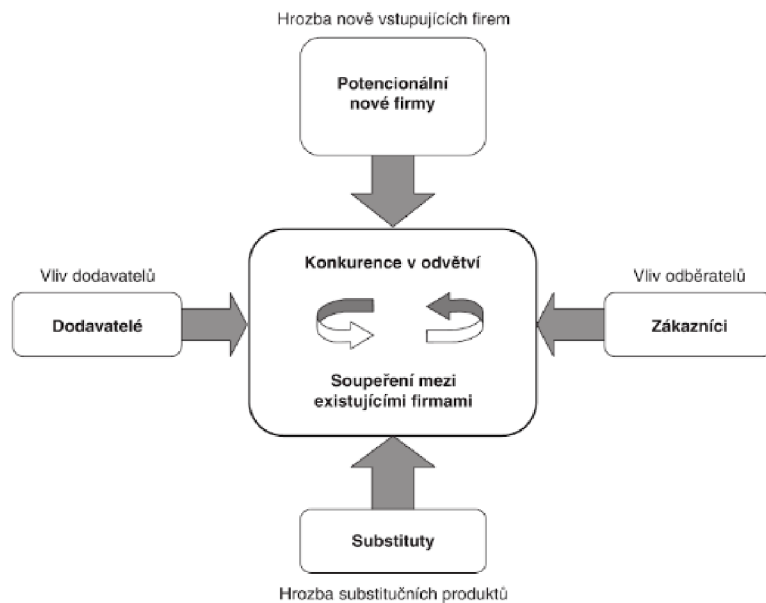 Hrozba nově vstupujících firem
Potencionální
nové firmy
Konkurence v odvětví
Vliv dodavatelů
Dodavatelé
Vliv odběratelů
Zákazníci
Soupeření mezi
existujícími firmami
Substituty
Hrozba substitučních produktů